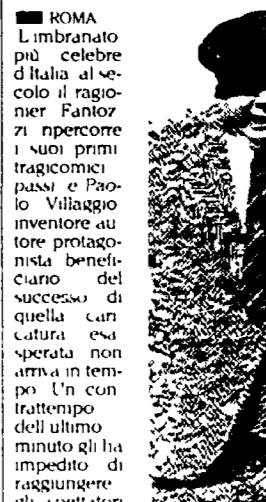 ROMA
L imbranato
più celebre
d Italia al se-
colo il ragio-
nier Fantoz
zi ripercorre
i suoi primi
tragicomici
passi e Pao-
lo Villaggio
inventore au
tore protago-
nista benefi-
ciario del
successo di
quella cari
catura esa
sperata non
arriva in tem-
po Un con
trattempo
dell ultimo
minuto gli ha
impedito di
raggiungere
gli spettatori